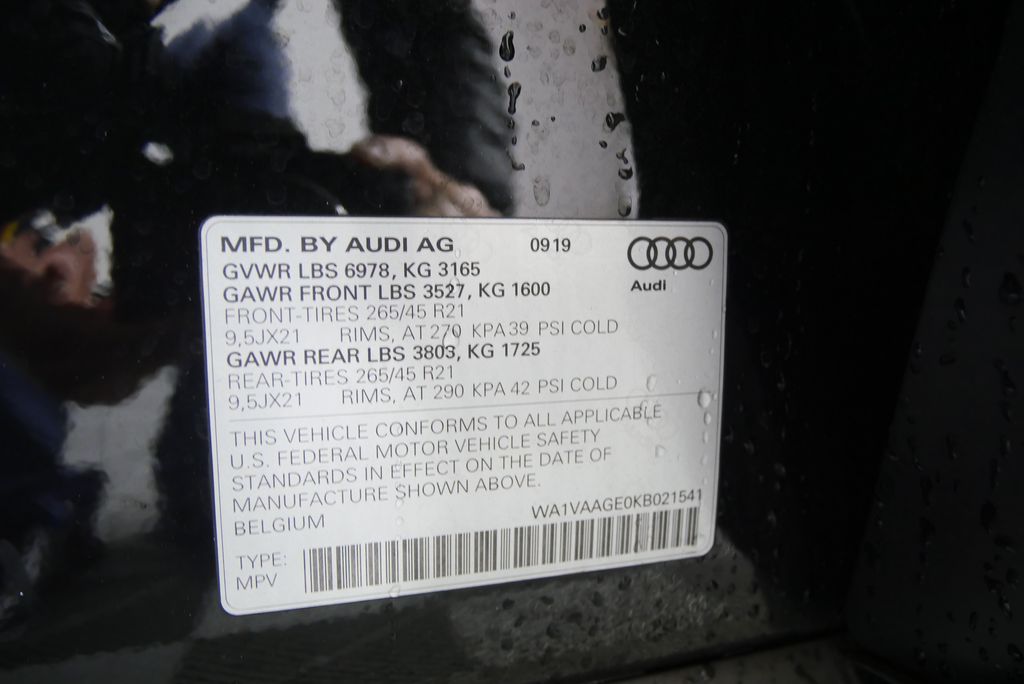 MFD. BY AUDI AG 0919
GVWR LBS 6978, KG 3165
GAWR FRONT LBS 3527, KG 1600
Audi
FRONT-TIRES 265/45 R21
9,5JX21 RIMS, AT 270 KPA 39 PSI COLD
GAWR REAR LBS 3803, KG 1725
REAR-TIRES 265/45 R21
9,5JX21 RIMS, AT 290 KPA 42 PSI COLD
THIS VEHICLE CONFORMS TO ALL APPLICABLE
U.S. FEDERAL MOTOR VEHICLE SAFETY
STANDARDS IN EFFECT ON THE DATE OF
MANUFACTURE SHOWN ABOVE.
BELGIUM WA1VAAGE0KB021541
TYPE:
MPV